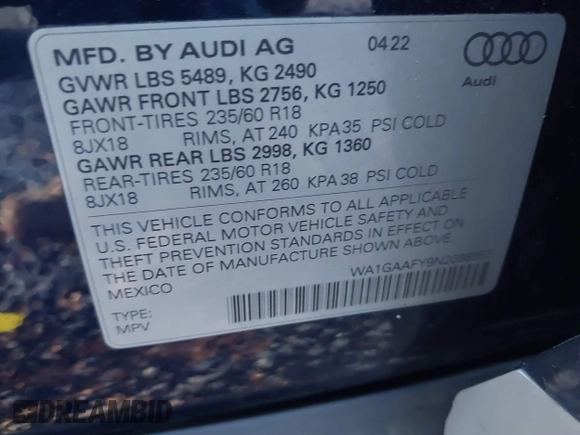 MFD. BY AUDI AG 04.22
GVWR LBS 5489, KG 2490
GAWR FRONT LBS 2756, KG 1250
FRONT-TIRES 235/60 R18
8JX18 RIMS, AT 240 KPA 35 PSI COLD
GAWR REAR LBS 2998, KG 1360
REAR-TIRES 235/60 R18
8JX18 RIMS, AT 260 KPA 38 PSI COLD
Audi
THIS VEHICLE CONFORMS TO ALL APPLICABLE
U.S. FEDERAL MOTOR VEHICLE SAFETY AND
THEFT PREVENTION STANDARDS IN EFFECT ON
THE DATE OF MANUFACTURE SHOWN ABOVE.
MEXICO
TYPE:
MPV
DREAMBID